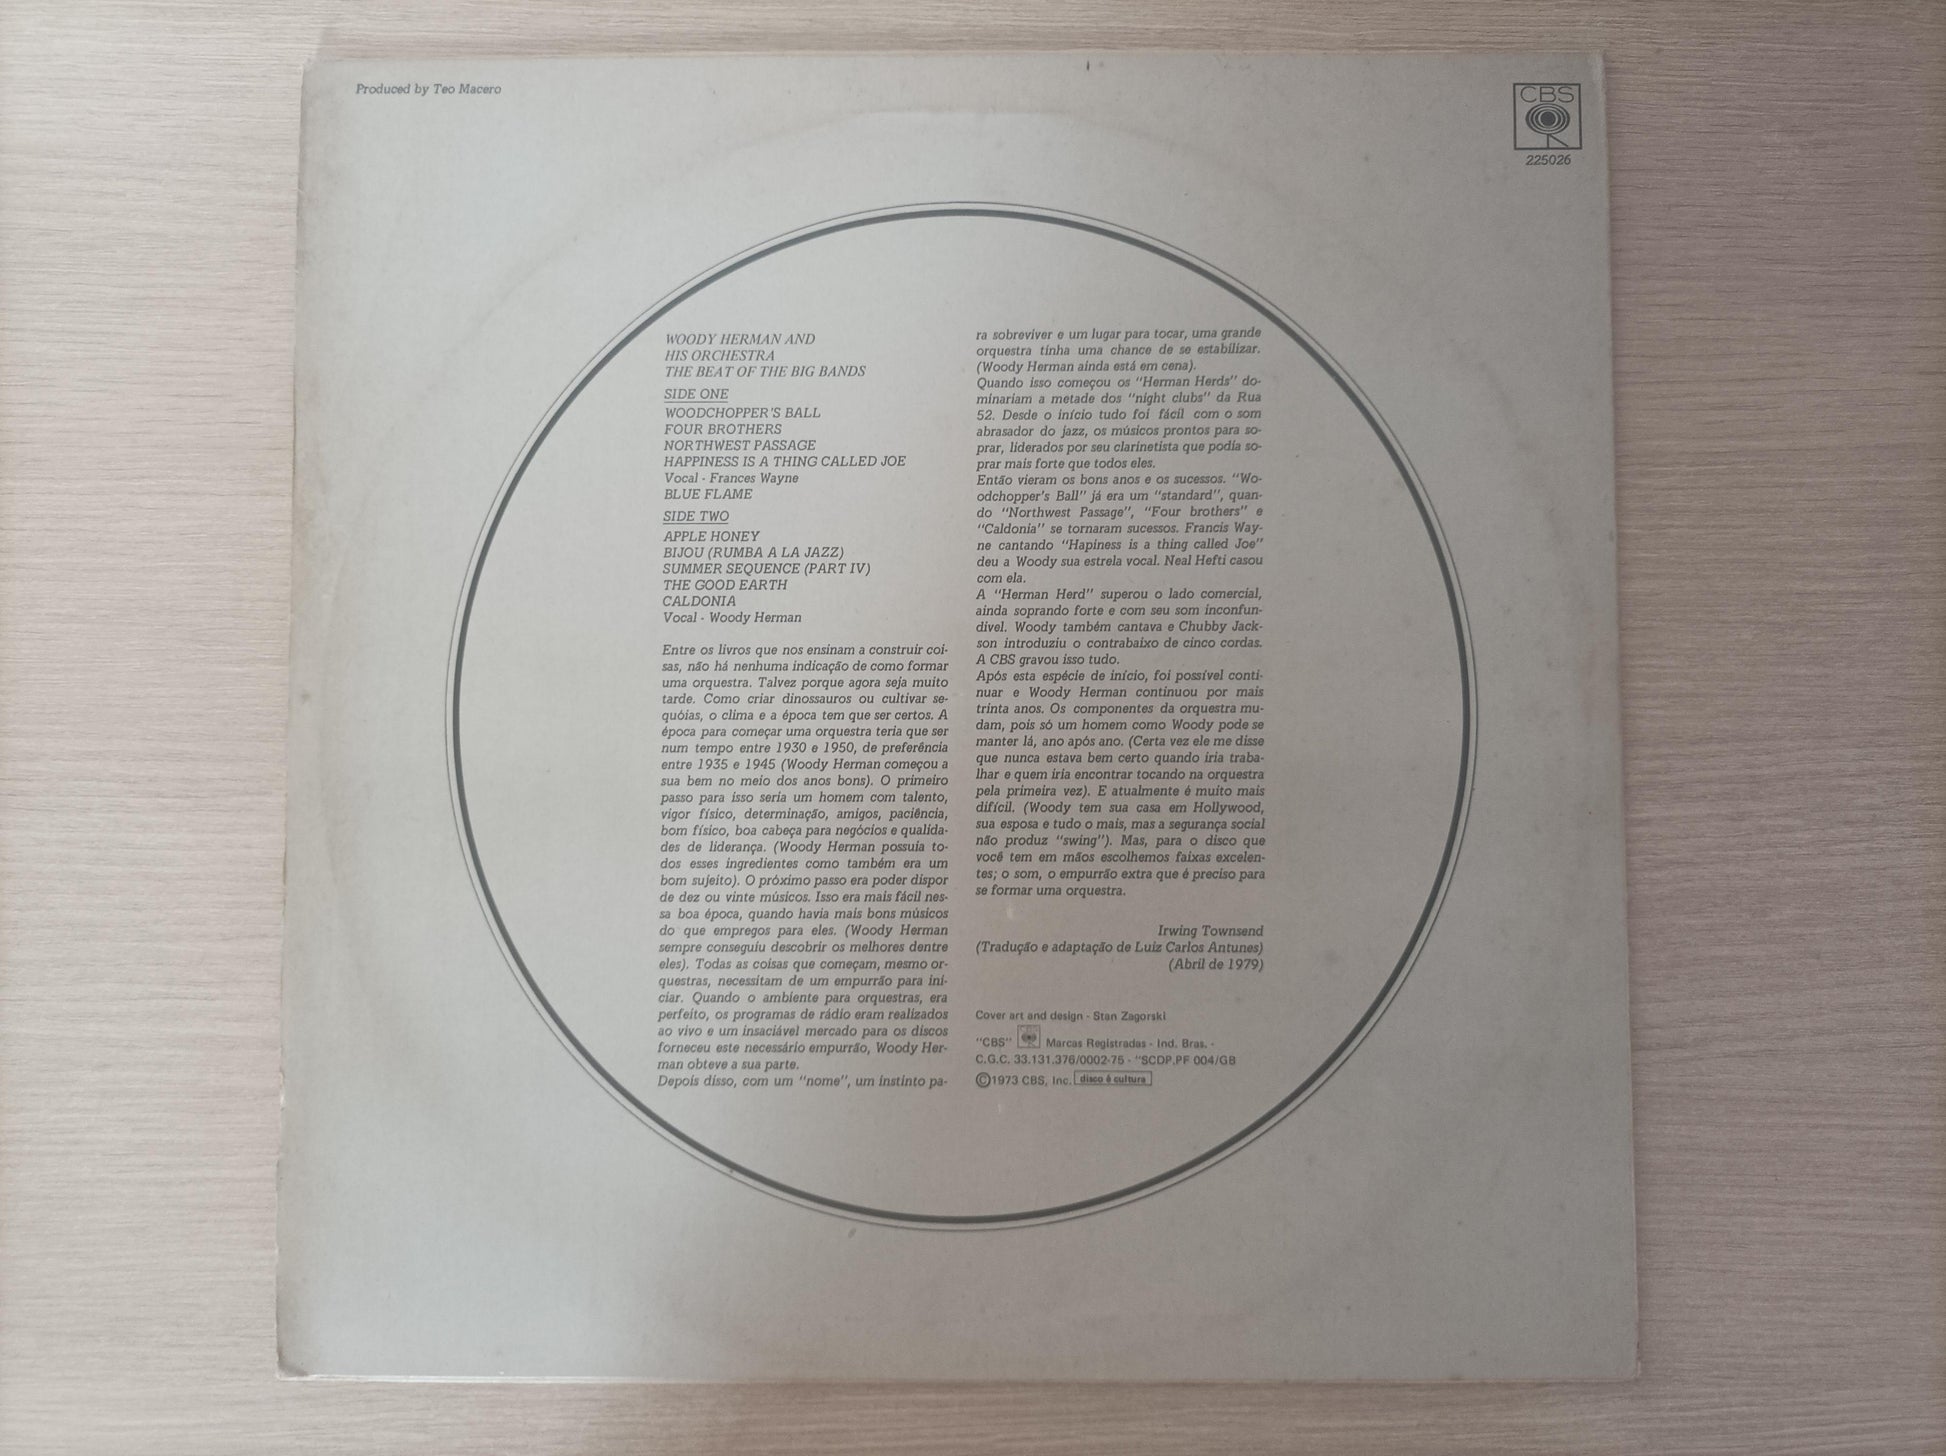 Produced by Teo Macero
CBS
225026
WOODY HERMAN AND
HIS ORCHESTRA
THE BEAT OF THE BIG BANDS
SIDE ONE
WOODCHOPPER'S BALL
FOUR BROTHERS
NORTHWEST PASSAGE
HAPPINESS IS A THING CALLED JOE
Vocal - Frances Wayne
BLUE FLAME
SIDE TWO
APPLE HONEY
BIJOU (RUMBA A LA JAZZ)
SUMMER SEQUENCE (PART IV)
THE GOOD EARTH
CALDONIA
Vocal - Woody Herman
Entre os livros que nos ensinam a construir coi-
sas, não há nenhuma indicação de como formar
uma orquestra. Talvez porque agora seja muito
tarde. Como criar dinossauros ou cultivar se-
quóias, o clima e a época tem que ser certos. A
época para começar uma orquestra teria que ser
num tempo entre 1930 e 1950, de preferência
entre 1935 e 1945 (Woody Herman começou a
sua bem no meio dos anos bons). O primeiro
passo para isso seria um homem com talento,
vigor físico, determinação, amigos, paciência,
bom físico, boa cabeça para negócios e qualida-
des de liderança. (Woody Herman possuia to-
dos esses ingredientes como também era um
bom sujeito). O próximo passo era poder dispor
de dez ou vinte músicos. Isso era mais fácil nes-
sa boa época, quando havia mais bons músicos
do que empregos para eles. (Woody Herman
sempre conseguiu descobrir os melhores dentre
eles). Todas as coisas que começam, mesmo or-
questras, necessitam de um empurrão para ini-
ciar. Quando o ambiente para orquestras, era
perfeito, os programas de rádio eram realizados
ao vivo e um insaciável mercado para os discos
forneceu este necessário empurrão, Woody Her-
man obteve a sua parte.
Depois disso, com um "nome", um instinto pa-
ra sobreviver e um lugar para tocar, uma grande
orquestra tinha uma chance de se estabilizar.
(Woody Herman ainda está em cena).
Quando isso começou os "Herman Herds" do-
minariam a metade dos "night clubs" da Rua
52. Desde o início tudo foi fácil com o som
abrasador do jazz, os músicos prontos para so-
prar, liderados por seu clarinetista que podia so-
prar mais forte que todos eles.
Então vieram os bons anos e os sucessos. "Wo-
odchopper's Ball" já era um "standard", quan-
do "Northwest Passage", "Four brothers" e
"Caldonia" se tornaram sucessos. Francis Way-
ne cantando "Hapiness is a thing called Joe"
deu a Woody sua estrela vocal. Neal Hefti casou
com ela.
A "Herman Herd" superou o lado comercial,
ainda soprando forte e com seu som inconfun-
divel. Woody também cantava e Chubby Jack-
son introduziu o contrabaixo de cinco cordas.
A CBS gravou isso tudo.
Após esta espécie de início, foi possível conti-
nuar e Woody Herman continuou por mais
trinta anos. Os componentes da orquestra mu-
dam, pois só um homem como Woody pode se
manter lá, ano após ano. (Certa vez ele me disse
que nunca estava bem certo quando iria traba-
lhar e quem iria encontrar tocando na orquestra
pela primeira vez). E atualmente é muito mais
difícil. (Woody tem sua casa em Hollywood,
sua esposa e tudo o mais, mas a segurança social
não produz "swing"). Mas, para o disco que
você tem em mãos escolhemos faixas excelen-
tes; o som, o empurrão extra que é preciso para
se formar uma orquestra.
Irwing Townsend
(Tradução e adaptação de Luiz Carlos Antunes)
(Abril de 1979)
Cover art and design - Stan Zagorski
"CBS" Marcas Registradas - Ind. Bras. -
C.G.C. 33.131.376/0002-75 - "SCDP.PF 004/GB
©1973 CBS, Inc. disco é cultura